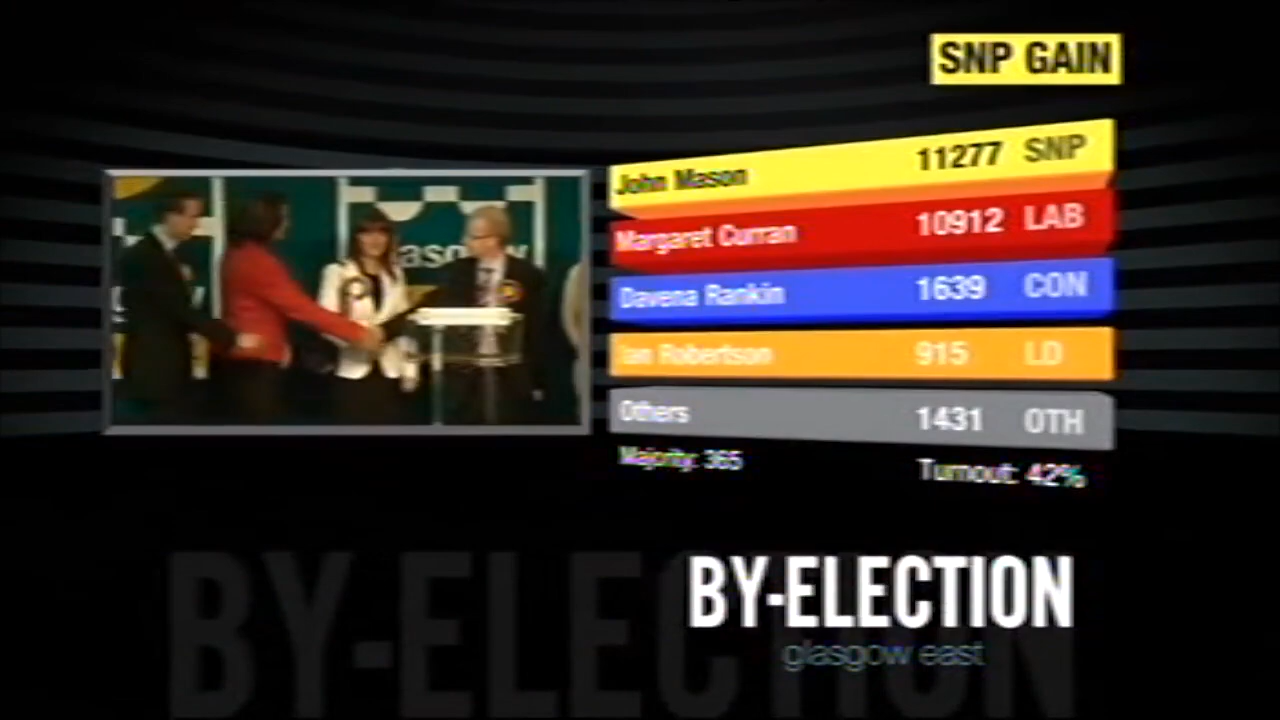 SNP GAIN
John Mason 11277 SNP
Margaret Curran 10912 LAB
Davena Rankin 1639 CON
Ian Robertson 915 LD
Others 1431 OTH
Majority: 365 Turnout: 42%
BY-ELECTION
glasgow east
BY-ELECTION